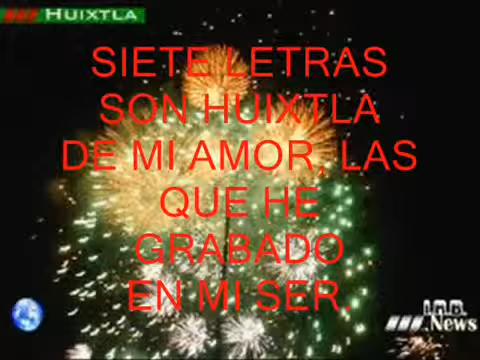 HUIXTLA
SIETE LETRAS
SON HUIXTLA
DE MI AMOR, LAS
QUE HE
GRABADO
EN MI SER.
I.N.B.
News